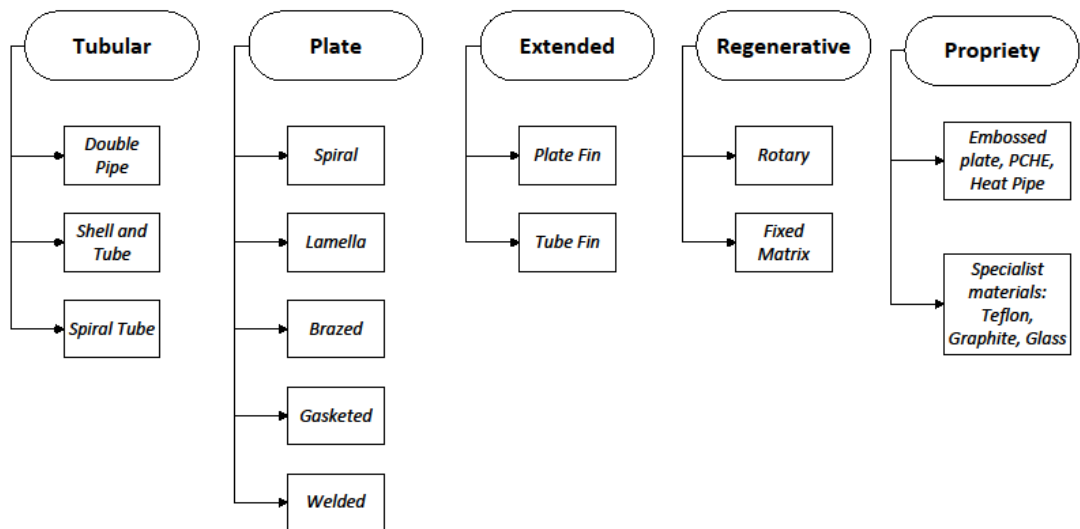 Tubular
Double
Pipe
Shell and
Tube
Spiral Tube
Plate
Spiral
Lamella
Brazed
Gasketed
Welded
Extended
Plate Fin
Tube Fin
Regenerative
Rotary
Fixed
Matrix
Propriety
Embossed
plate, PCHE,
Heat Pipe
Specialist
materials:
Teflon,
Graphite, Glass